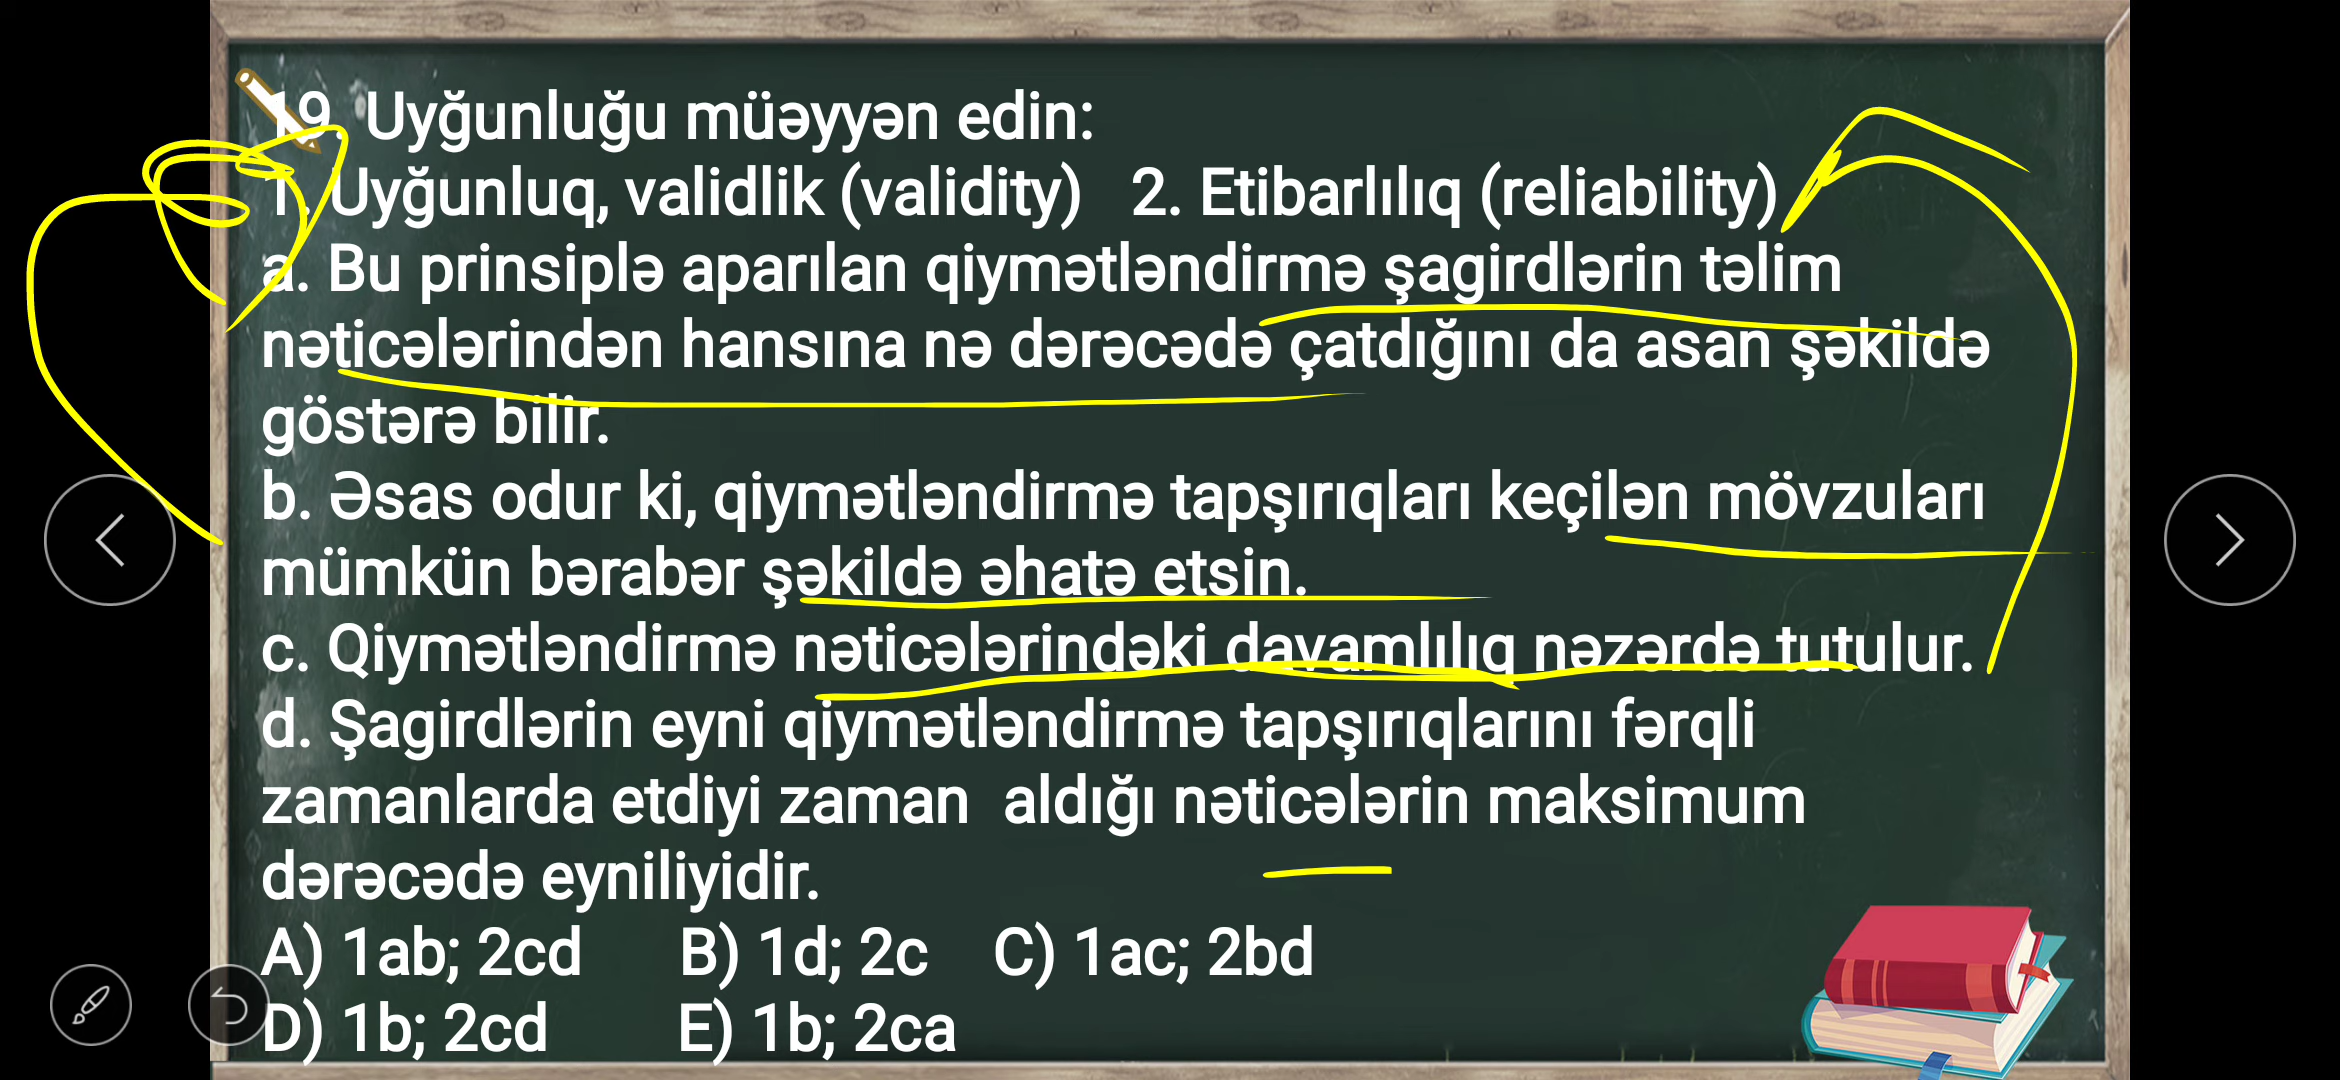 19. Uyğunluğu müəyyən edin:
1. Uyğunluq, validlik (validity) 2. Etibarlılıq (reliability)
a. Bu prinsiplə aparılan qiymətləndirmə şagirdlərin təlim
nəticələrindən hansına nə dərəcədə çatdığını da asan şəkildə
göstərə bilir.
b. Əsas odur ki, qiymətləndirmə tapşırıqları keçilən mövzuları
mümkün bərabər şəkildə əhatə etsin.
c. Qiymətləndirmə nəticələrindəki davamlılıq nəzərdə tutulur.
d. Şagirdlərin eyni qiymətləndirmə tapşırıqlarını fərqli
zamanlarda etdiyi zaman aldığı nəticələrin maksimum
dərəcədə eyniliyidir.
A) 1ab; 2cd B) 1d; 2c C) 1ac; 2bd
D) 1b; 2cd E) 1b; 2ca